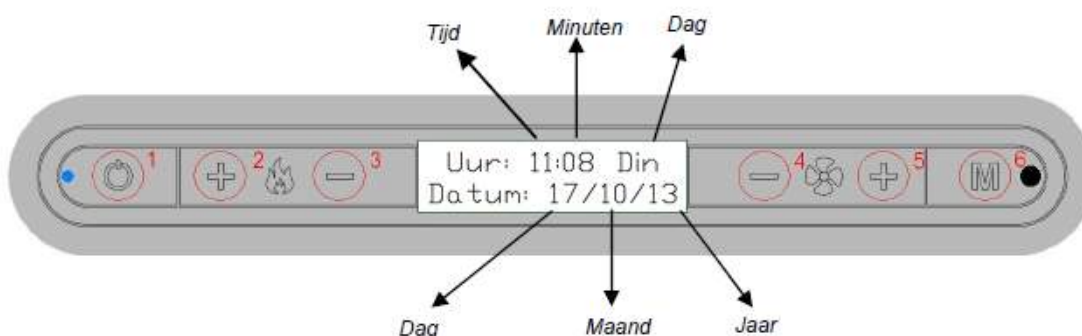 Tijd Minuten Dag
1 2 3 4 5 6
M
Uur: 11:08 Din
Datum: 17/10/13
Dag Maand Jaar